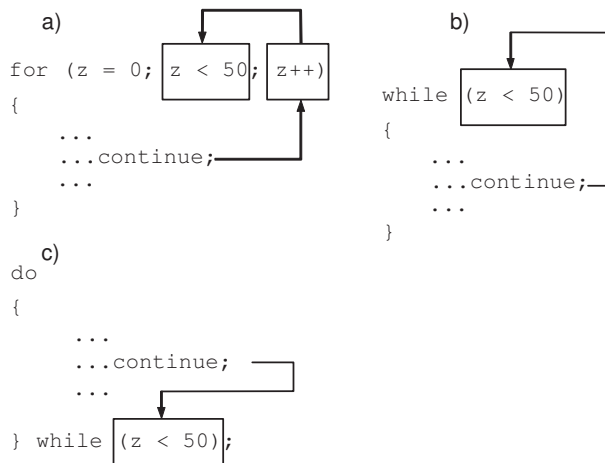 a)
for (z = 0; z < 50; z++)
{
...
...continue;
...
}
b)
while (z < 50)
{
...
...continue;
...
}
c)
do
{
...
...continue;
...
} while (z < 50);